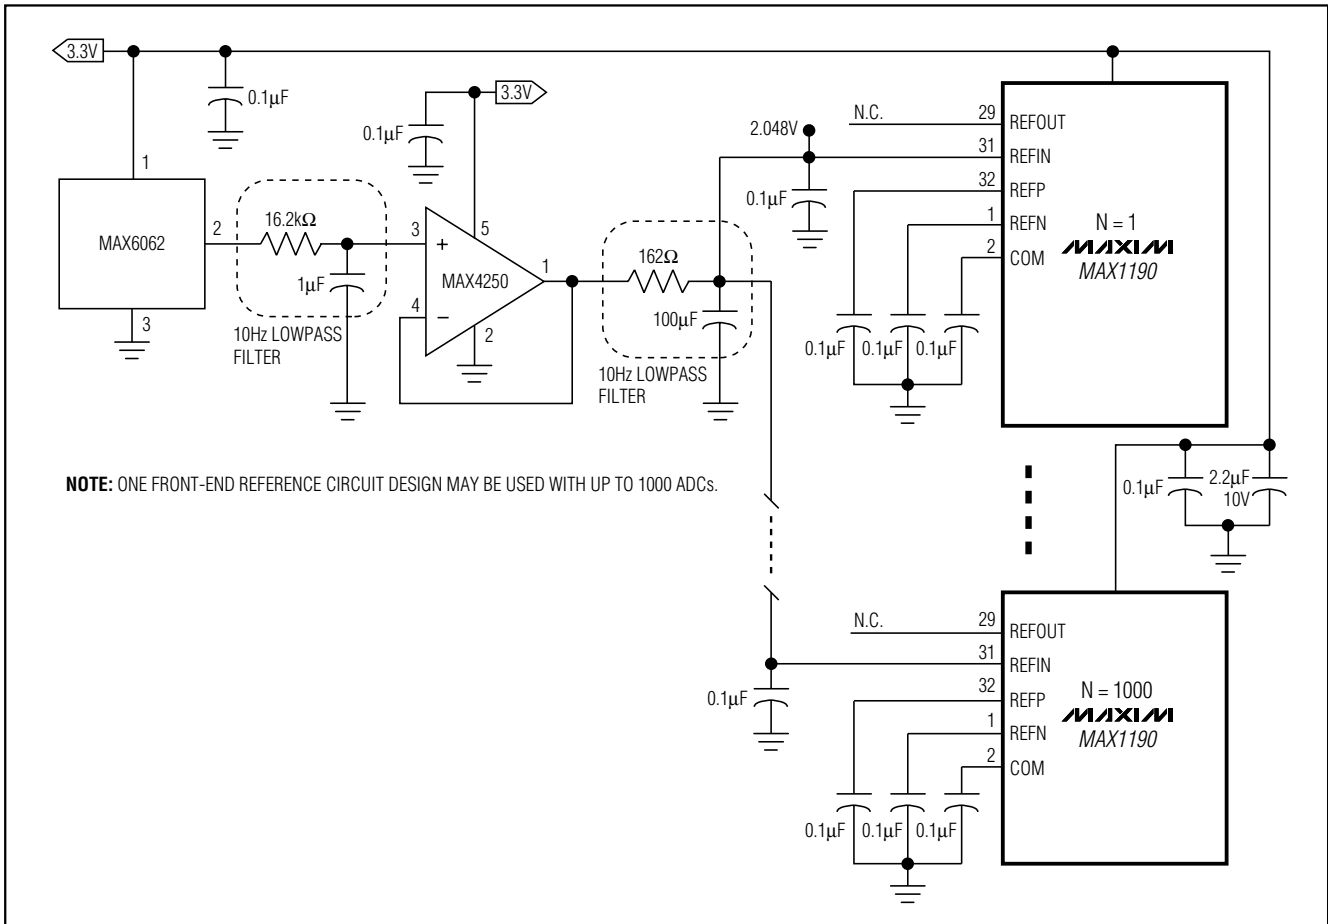 3.3V
0.1µF
3.3V
0.1µF
1
MAX6062
2
3
16.2kΩ
1µF
10Hz LOWPASS
FILTER
3
+
5
MAX4250
1
4
−
2
162Ω
100µF
10Hz LOWPASS
FILTER
2.048V
0.1µF
N.C.
29
REFOUT
31
REFIN
32
REFP
1
REFN
2
COM
N = 1
MAXIM
MAX1190
0.1µF
0.1µF
0.1µF
NOTE: ONE FRONT-END REFERENCE CIRCUIT DESIGN MAY BE USED WITH UP TO 1000 ADCs.
0.1µF
2.2µF
10V
N.C.
29
REFOUT
31
REFIN
32
REFP
1
REFN
2
COM
N = 1000
MAXIM
MAX1190
0.1µF
0.1µF
0.1µF
0.1µF